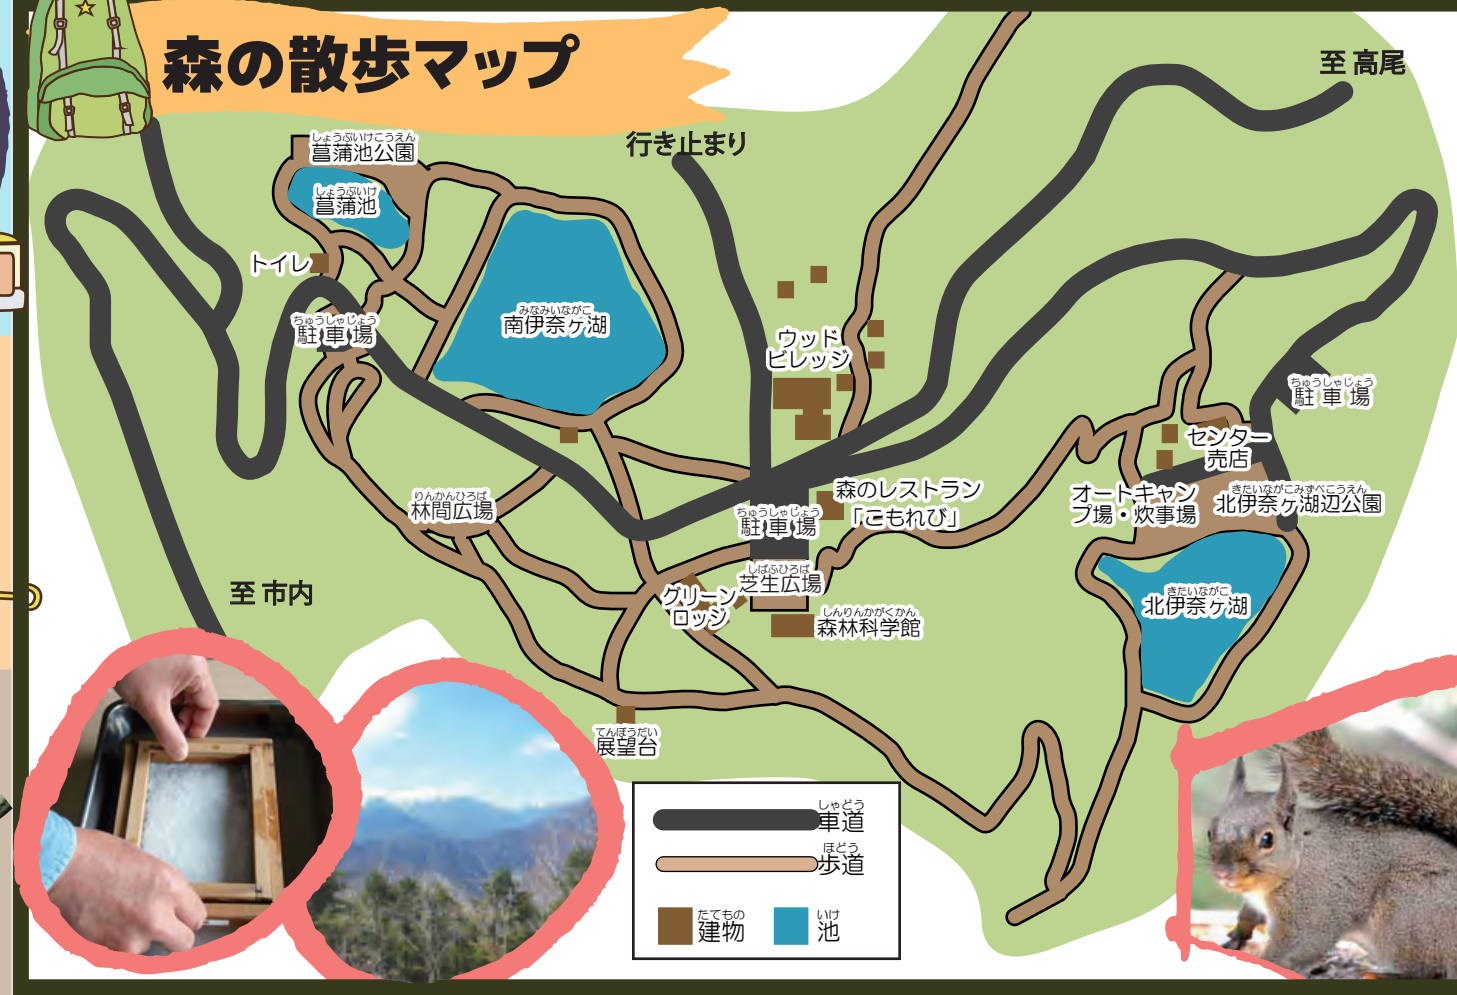 森の散歩マップ
至 高尾
行き止まり
しょうぶいけこうえん
菖蒲池公園
しょうぶいけ
菖蒲池
トイレ
みなみいながこ
南伊奈ヶ湖
ちゅうしゃじょう
駐車場
ウッド
ビレッジ
ちゅうしゃじょう
駐車場
センター
売店
りんかんひろば
林間広場
森のレストラン
「こもれび」
ちゅうしゃじょう
駐車場
オートキャン
プ場・炊事場
きたいながこみずべこうえん
北伊奈ヶ湖辺公園
しばふひろば
芝生広場
至 市内
グリーン
ロッジ
しんりんかがくかん
森林科学館
きたいながこ
北伊奈ヶ湖
てんぼうだい
展望台
しゃどう
車道
ほどう
歩道
たてもの
建物
いけ
池